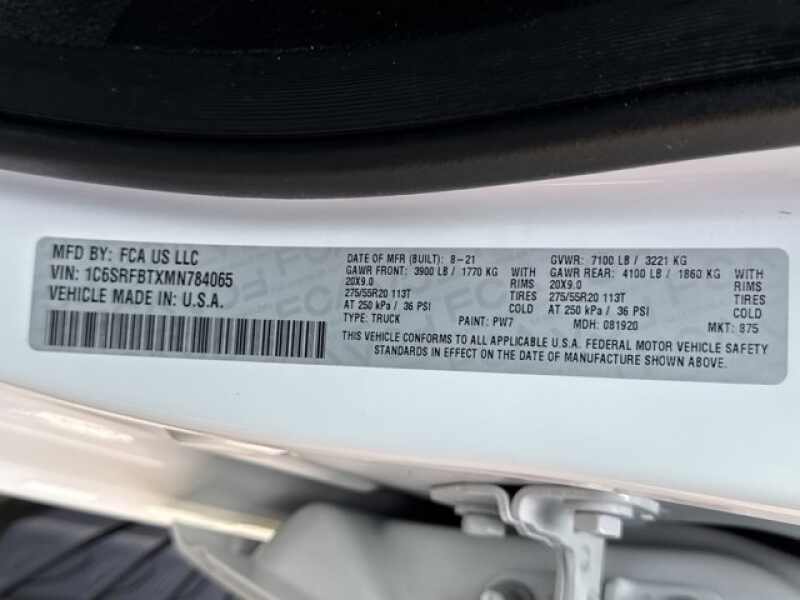 MFD BY: FCA US LLC
VIN: 1C6SRFBTXMN784065
VEHICLE MADE IN: U.S.A.
DATE OF MFR (BUILT): 8-21 GVWR: 7100 LB / 3221 KG
GAWR FRONT: 3900 LB / 1770 KG WITH GAWR REAR: 4100 LB / 1860 KG WITH
20X9.0 RIMS 20X9.0 RIMS
275/55R20 113T TIRES 275/55R20 113T TIRES
AT 250 kPa / 36 PSI COLD AT 250 kPa / 36 PSI COLD
TYPE: TRUCK PAINT: PW7 MDH: 081920 MKT: 875
THIS VEHICLE CONFORMS TO ALL APPLICABLE U.S.A. FEDERAL MOTOR VEHICLE SAFETY
STANDARDS IN EFFECT ON THE DATE OF MANUFACTURE SHOWN ABOVE.